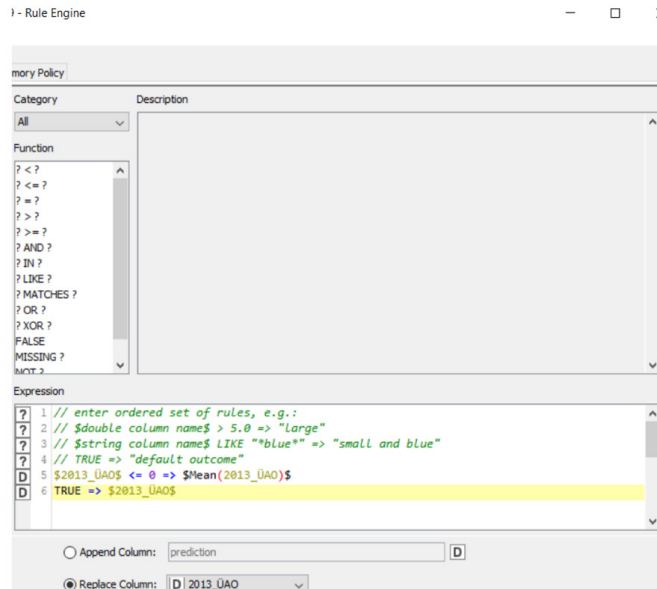 - Rule Engine
mory Policy
Category
Description
All
Function
? < ?
? <= ?
? = ?
? > ?
? >= ?
? AND ?
? IN ?
? LIKE ?
? MATCHES ?
? OR ?
? XOR ?
FALSE
MISSING ?
NOT ?
Expression
? 1 // enter ordered set of rules, e.g.:
? 2 // $double column name$ > 5.0 => "large"
? 3 // $string column name$ LIKE "*blue*" => "small and blue"
? 4 // TRUE => "default outcome"
D 5 $2013_ÜAO$ <= 0 => $Mean(2013_ÜAO)$
D 6 TRUE => $2013_ÜAO$
Append Column: prediction D
Replace Column: D 2013_ÜAO